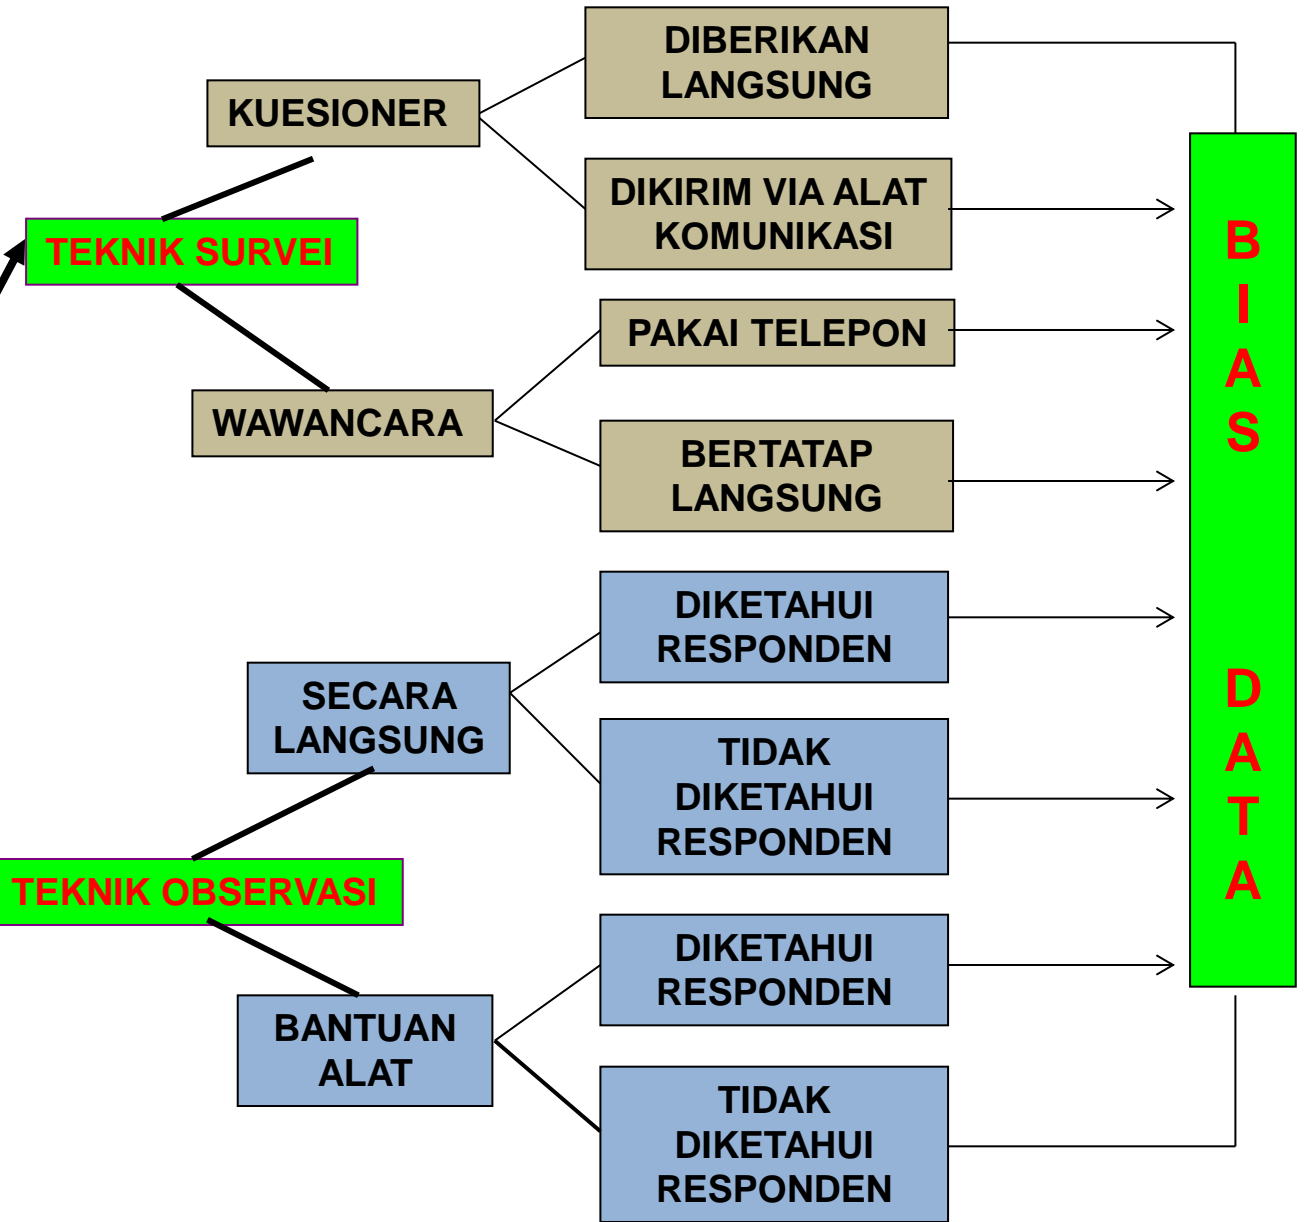 DIBERIKAN
LANGSUNG
KUESIONER
DIKIRIM VIA ALAT
KOMUNIKASI
TEKNIK SURVEI
PAKAI TELEPON
WAWANCARA
BERTATAP
LANGSUNG
DIKETAHUI
RESPONDEN
SECARA
LANGSUNG
TIDAK
DIKETAHUI
RESPONDEN
TEKNIK OBSERVASI
DIKETAHUI
RESPONDEN
BANTUAN
ALAT
TIDAK
DIKETAHUI
RESPONDEN
B
I
A
S
D
A
T
A